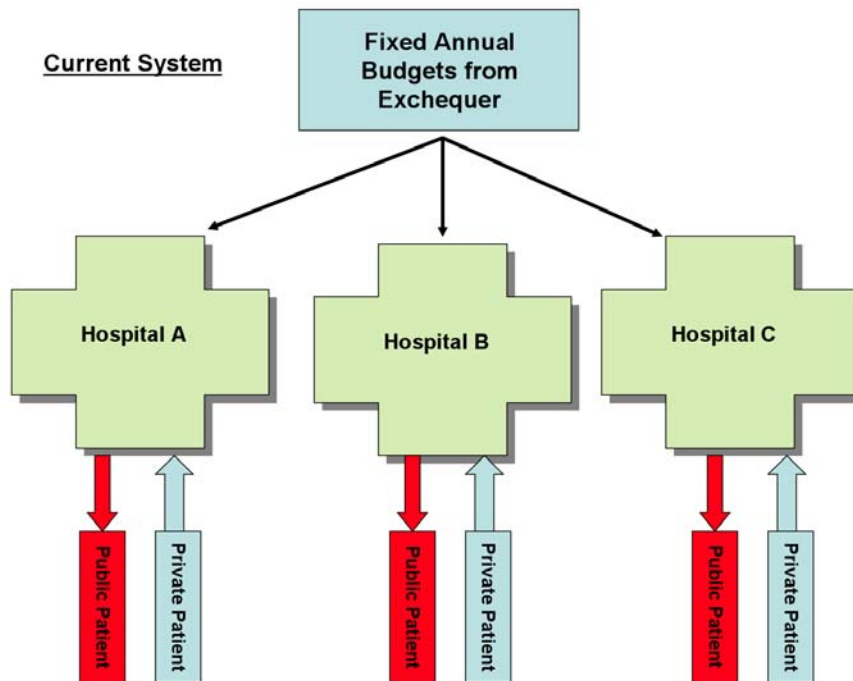 Current System
Fixed Annual
Budgets from
Exchequer
Hospital A
Hospital B
Hospital C
Public Patient
Private Patient
Public Patient
Private Patient
Public Patient
Private Patient